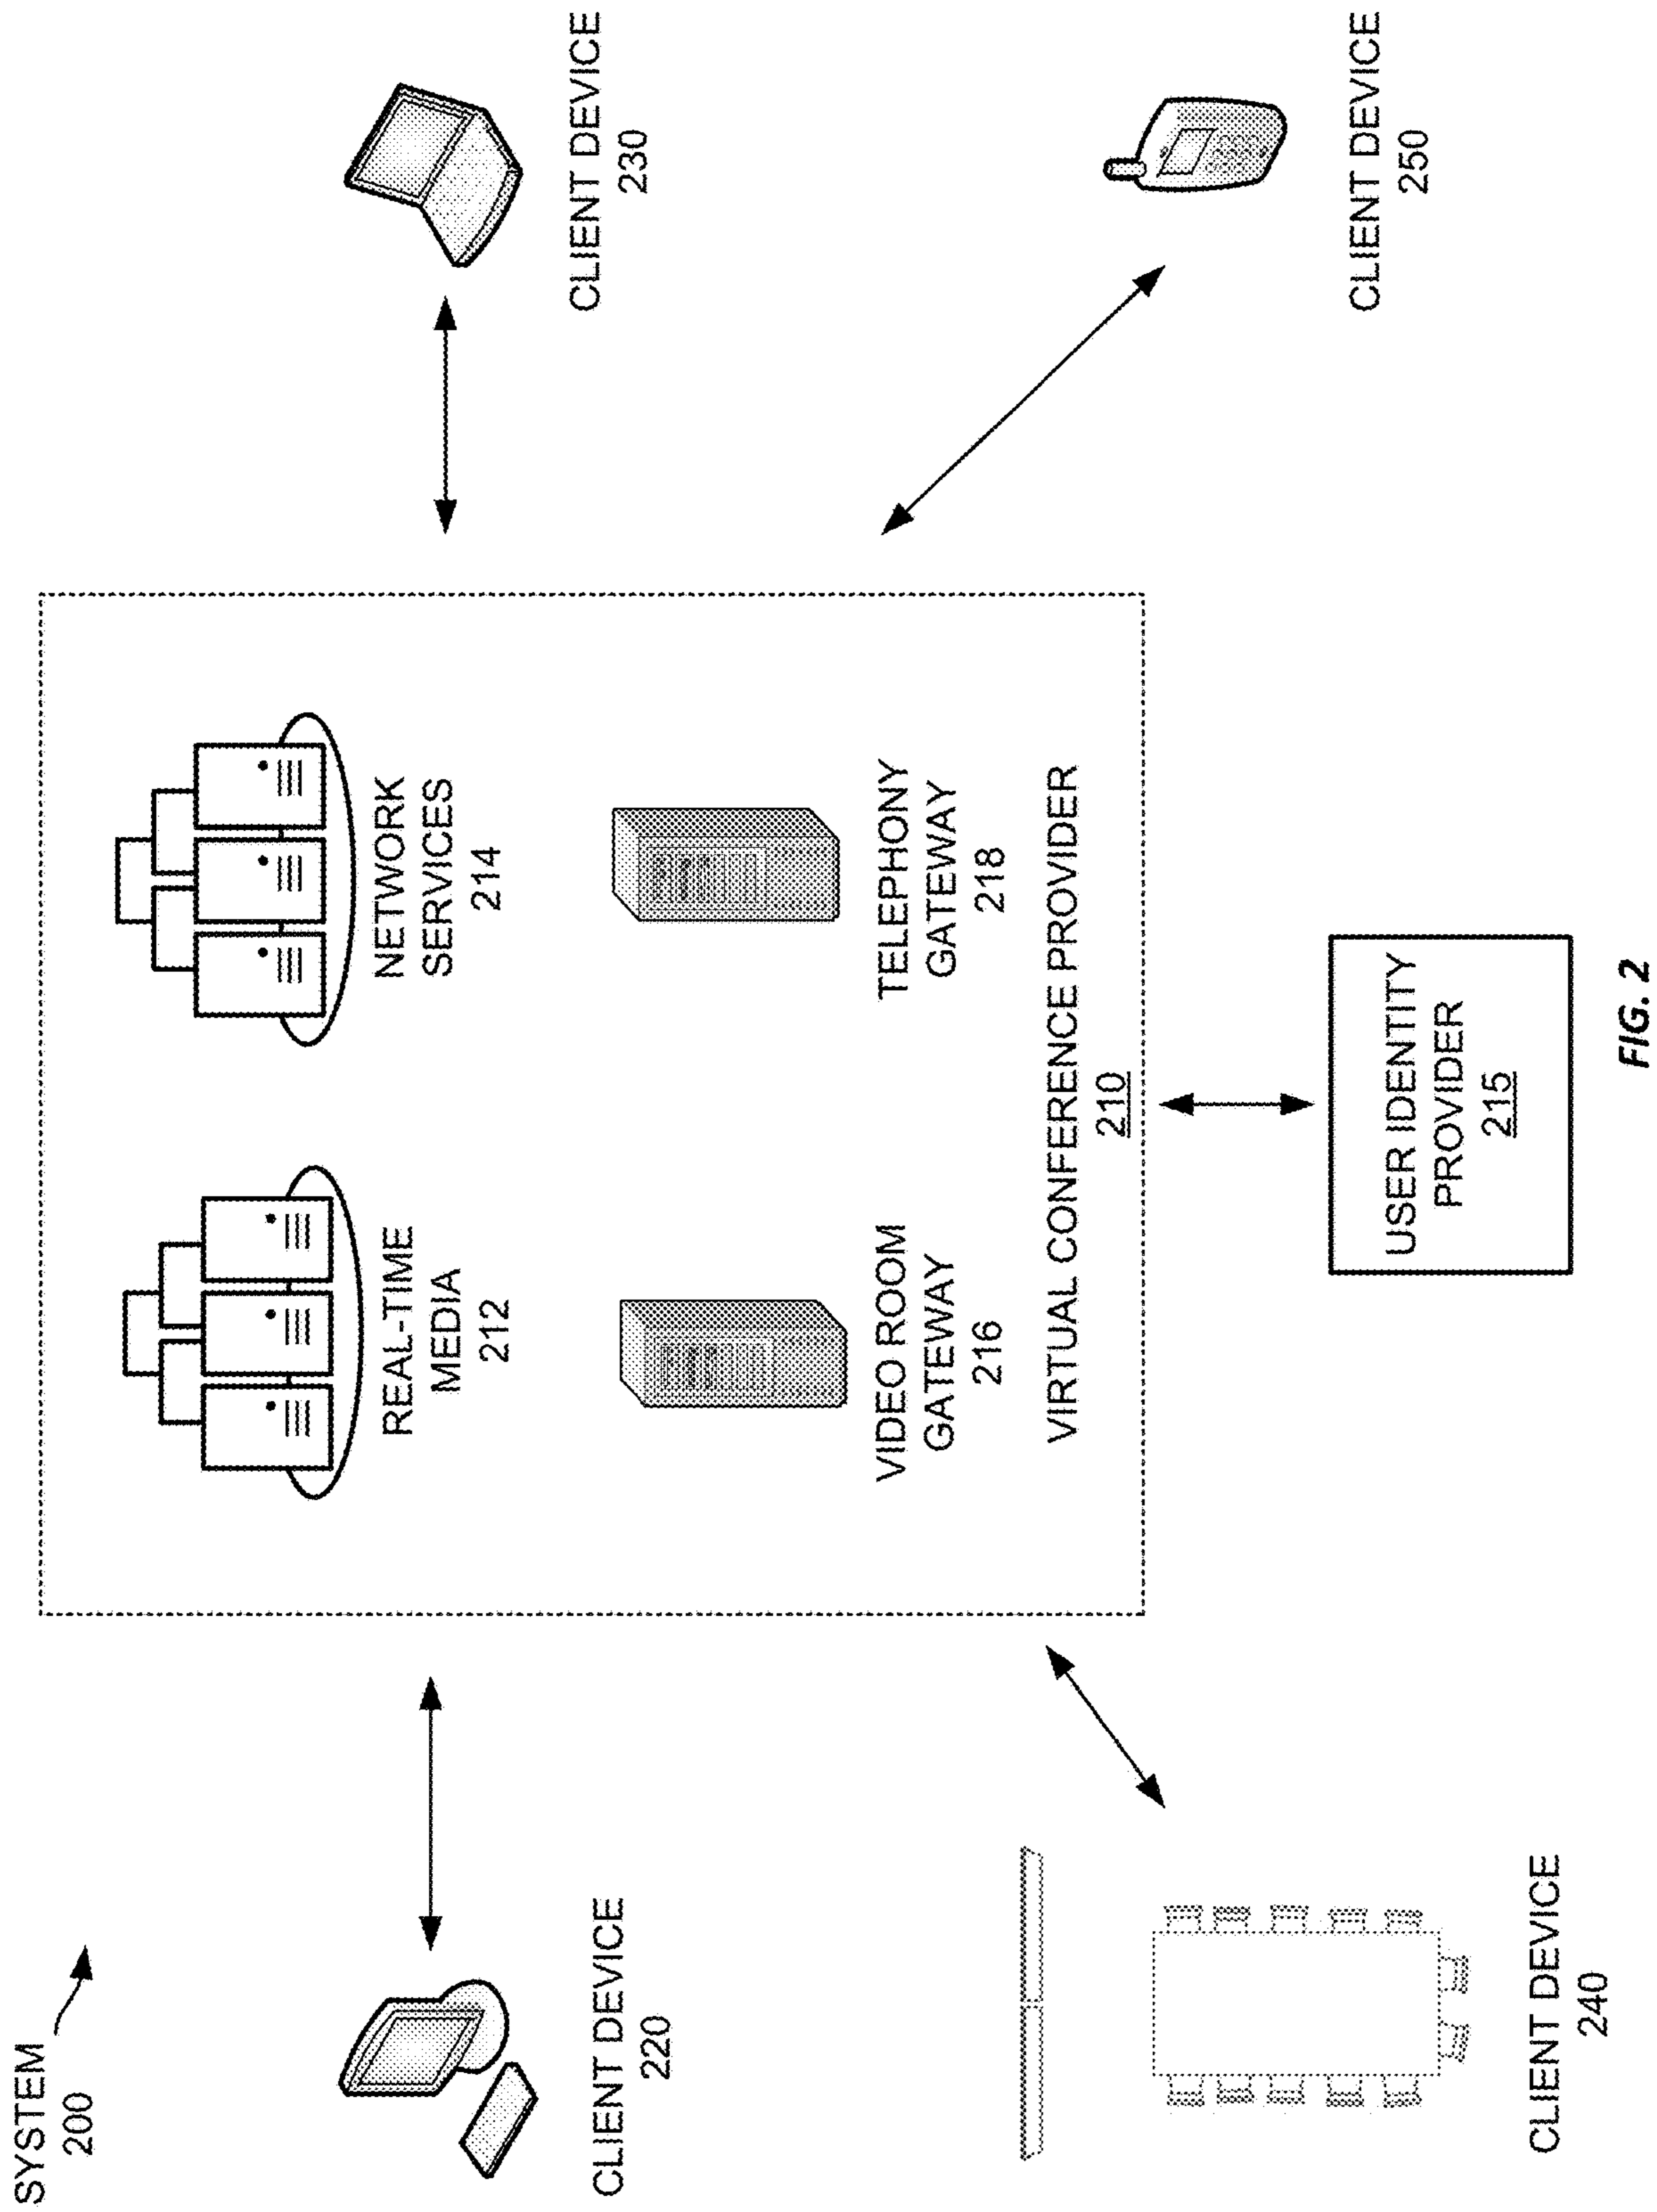 SYSTEM
200
REAL-TIME
MEDIA
212
NETWORK
SERVICES
214
CLIENT DEVICE
220
CLIENT DEVICE
230
VIDEO ROOM
GATEWAY
216
TELEPHONY
GATEWAY
218
VIRTUAL CONFERENCE PROVIDER
210
CLIENT DEVICE
240
USER IDENTITY
PROVIDER
215
CLIENT DEVICE
250
FIG. 2